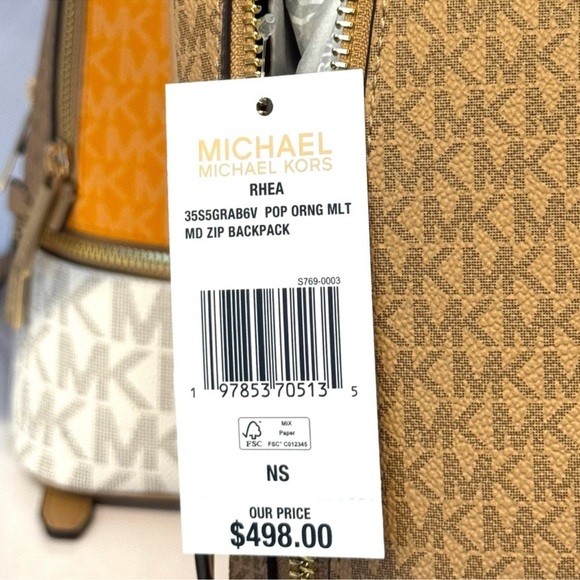 MICHAEL
MICHAEL KORS
RHEA
35S5GRAB6V POP ORNG MLT
MD ZIP BACKPACK
S769-0003
1 97853 70513 5
FSC
MIX
Paper
FSC® C012345
NS
OUR PRICE
$498.00